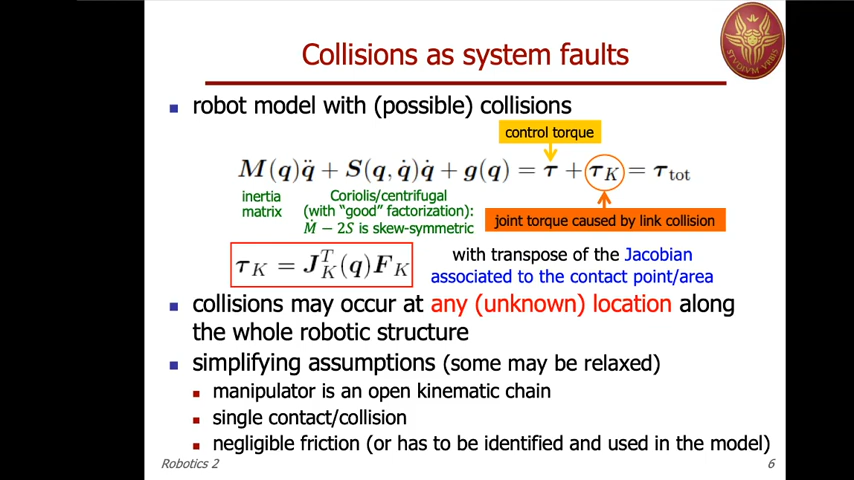 Collisions as system faults
robot model with (possible) collisions
control torque
M(q)q̈ + S(q, q̇)q̇ + g(q) = τ + τ_K = τ_tot
inertia
matrix
Coriolis/centrifugal
(with “good” factorization):
Ṁ − 2S is skew-symmetric
joint torque caused by link collision
τ_K = J_K^T(q)F_K
with transpose of the Jacobian
associated to the contact point/area
collisions may occur at any (unknown) location along
the whole robotic structure
simplifying assumptions (some may be relaxed)
manipulator is an open kinematic chain
single contact/collision
negligible friction (or has to be identified and used in the model)
Robotics 2
6